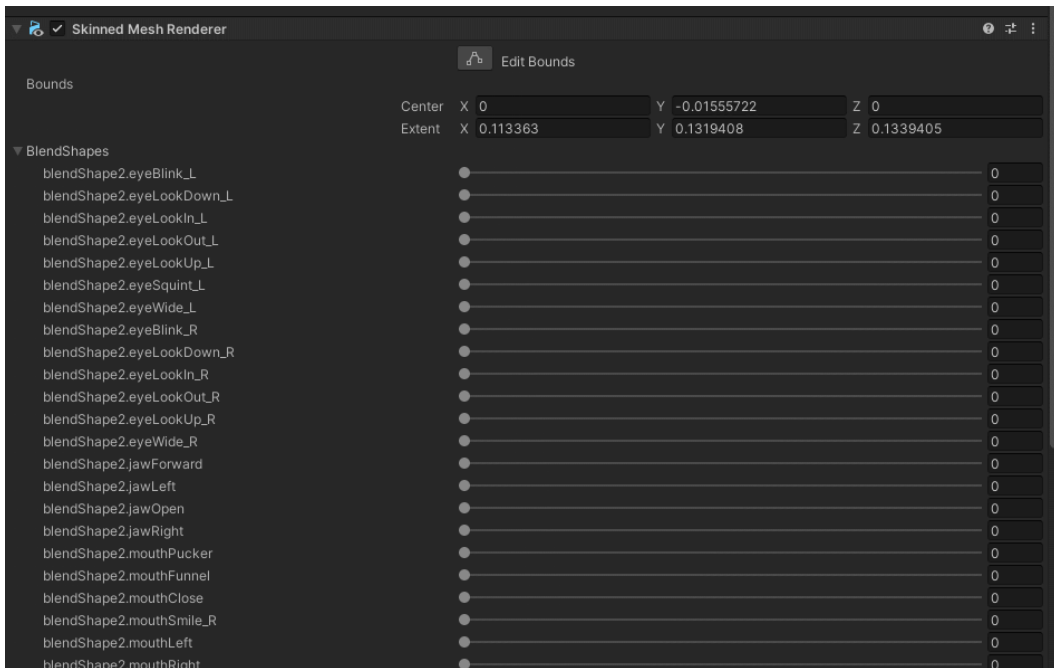 Skinned Mesh Renderer
Edit Bounds
Bounds
Center X 0 Y -0.01555722 Z 0
Extent X 0.113363 Y 0.1319408 Z 0.1339405
BlendShapes
blendShape2.eyeBlink_L 0
blendShape2.eyeLookDown_L 0
blendShape2.eyeLookIn_L 0
blendShape2.eyeLookOut_L 0
blendShape2.eyeLookUp_L 0
blendShape2.eyeSquint_L 0
blendShape2.eyeWide_L 0
blendShape2.eyeBlink_R 0
blendShape2.eyeLookDown_R 0
blendShape2.eyeLookIn_R 0
blendShape2.eyeLookOut_R 0
blendShape2.eyeLookUp_R 0
blendShape2.eyeWide_R 0
blendShape2.jawForward 0
blendShape2.jawLeft 0
blendShape2.jawOpen 0
blendShape2.jawRight 0
blendShape2.mouthPucker 0
blendShape2.mouthFunnel 0
blendShape2.mouthClose 0
blendShape2.mouthSmile_R 0
blendShape2.mouthLeft 0
blendShape2.mouthRight 0